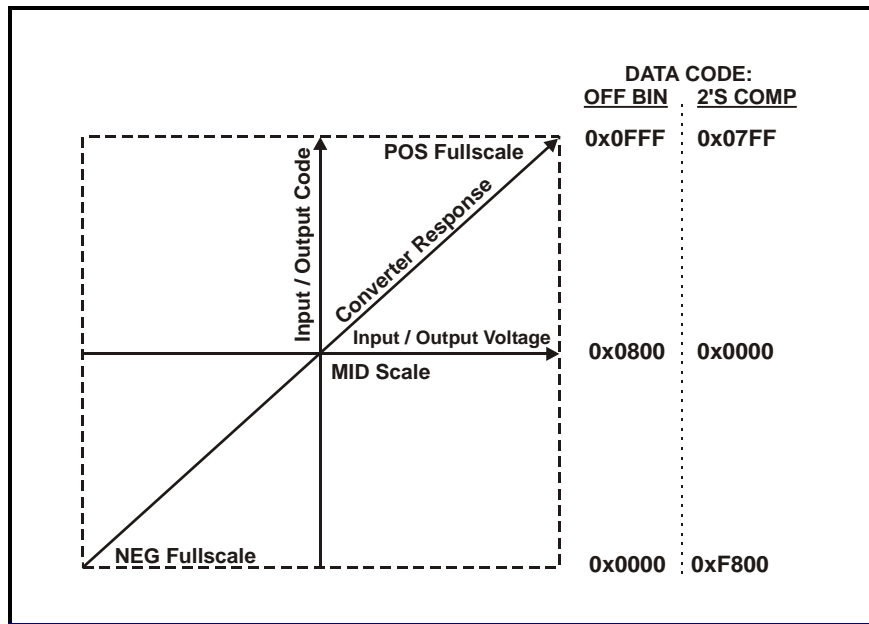 DATA CODE:
OFF BIN 2'S COMP
0x0FFF 0x07FF
POS Fullscale
Input / Output Code
Converter Response
Input / Output Voltage
0x0800 0x0000
MID Scale
NEG Fullscale
0x0000 0xF800